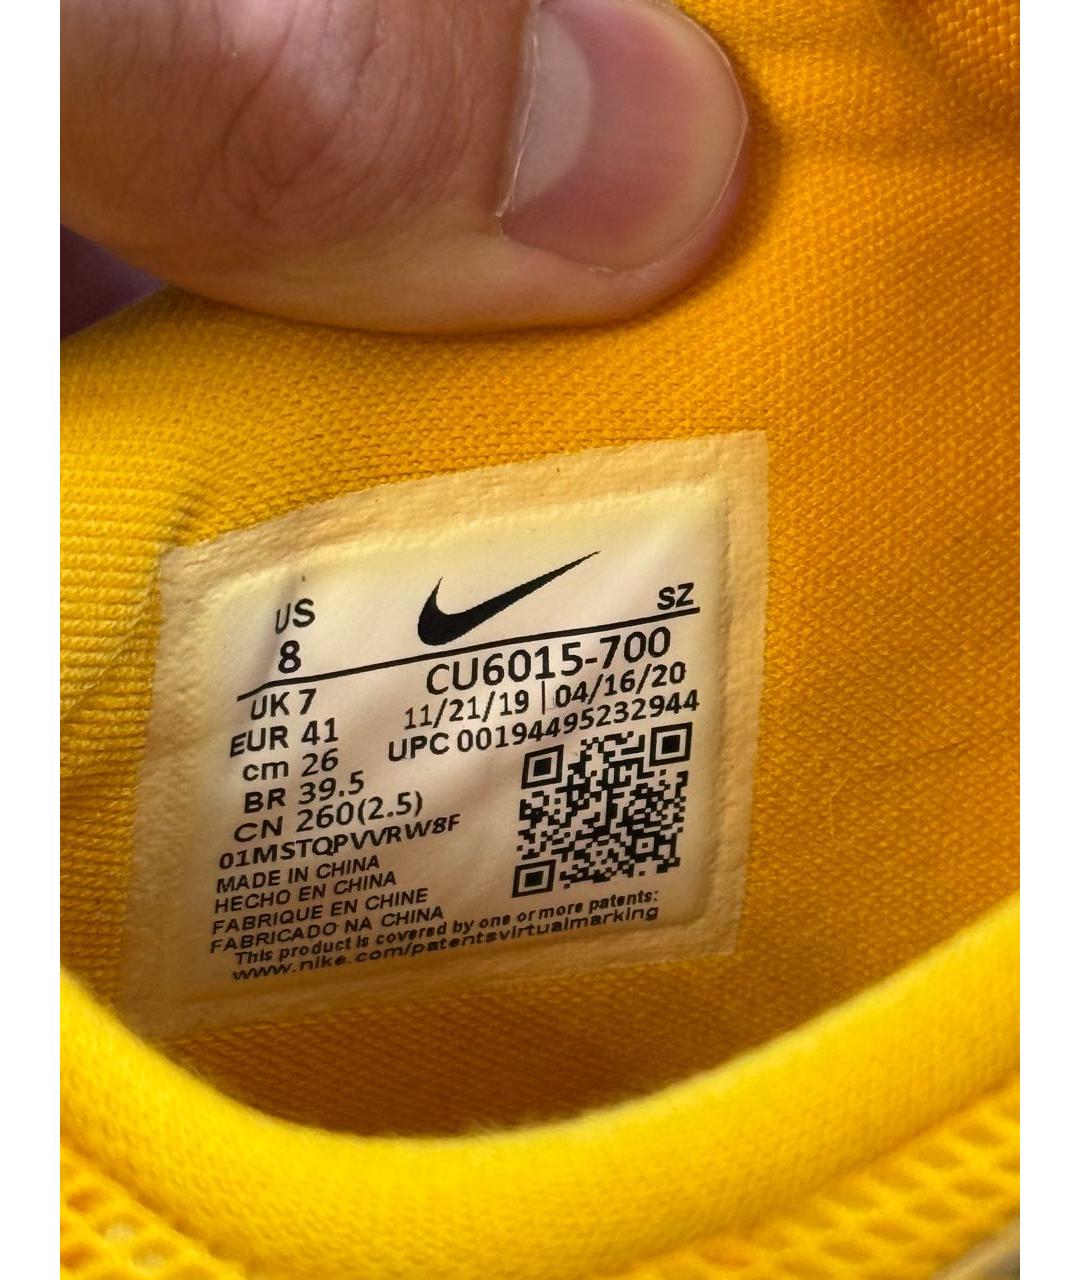 US
8
SZ
UK 7
CU6015-700
EUR 41
11/21/19 | 04/16/20
cm 26
UPC 00194495232944
BR 39.5
CN 260(2.5)
01MSTQPVVRW8F
MADE IN CHINA
HECHO EN CHINA
FABRIQUE EN CHINE
FABRICADO NA CHINA
This product is covered by one or more patents:
www.nike.com/patentsvirtualmarking